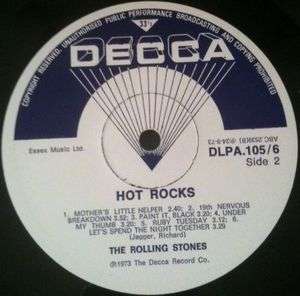 COPYRIGHT RESERVED. UNAUTHORISED PUBLIC PERFORMANCE BROADCASTING AND COPYING PROHIBITED
33⅓
DECCA
Essex Music Ltd.
DLPA.105/6
Side 2
HOT ROCKS
1. MOTHER'S LITTLE HELPER 2.40; 2. 19th NERVOUS
BREAKDOWN 3.52; 3. PAINT IT, BLACK 3.20; 4. UNDER
MY THUMB 3.20; 5. RUBY TUESDAY 3.12; 6.
LET'S SPEND THE NIGHT TOGETHER 3.29
(Jagger, Richard)
THE ROLLING STONES
℗1973 The Decca Record Co.